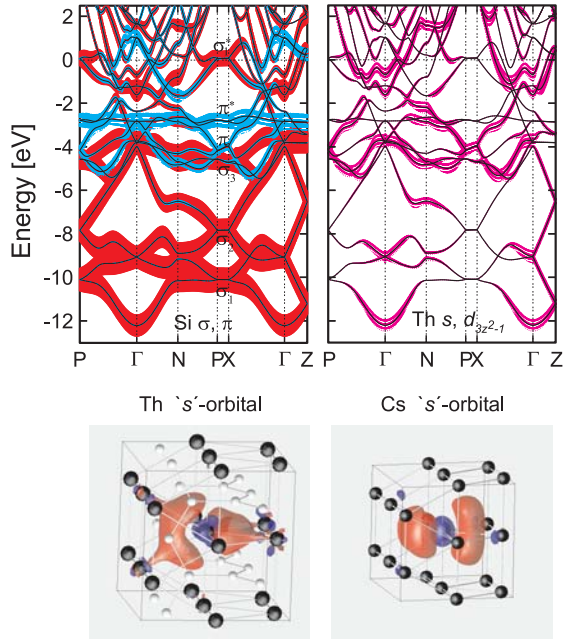 2
0
-2
-4
-6
-8
-10
-12
Energy [eV]
σ*
π*
π
σ3
σ2
σ1
Si σ, π
Th s, d3z²-1
P Γ N PX Γ Z
P Γ N PX Γ Z
Th `s´-orbital
Cs `s´-orbital